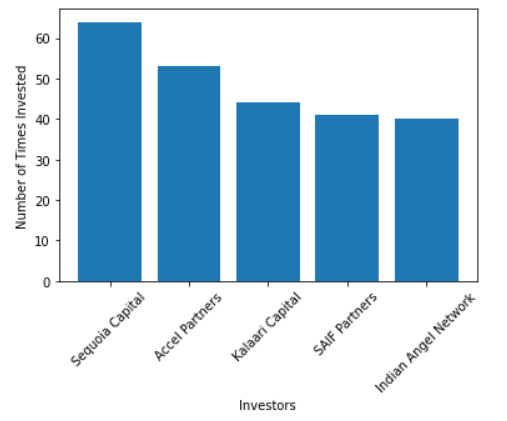 60
50
40
30
20
10
0
Number of Times Invested
Sequoia Capital
Accel Partners
Kalaari Capital
SAIF Partners
Indian Angel Network
Investors